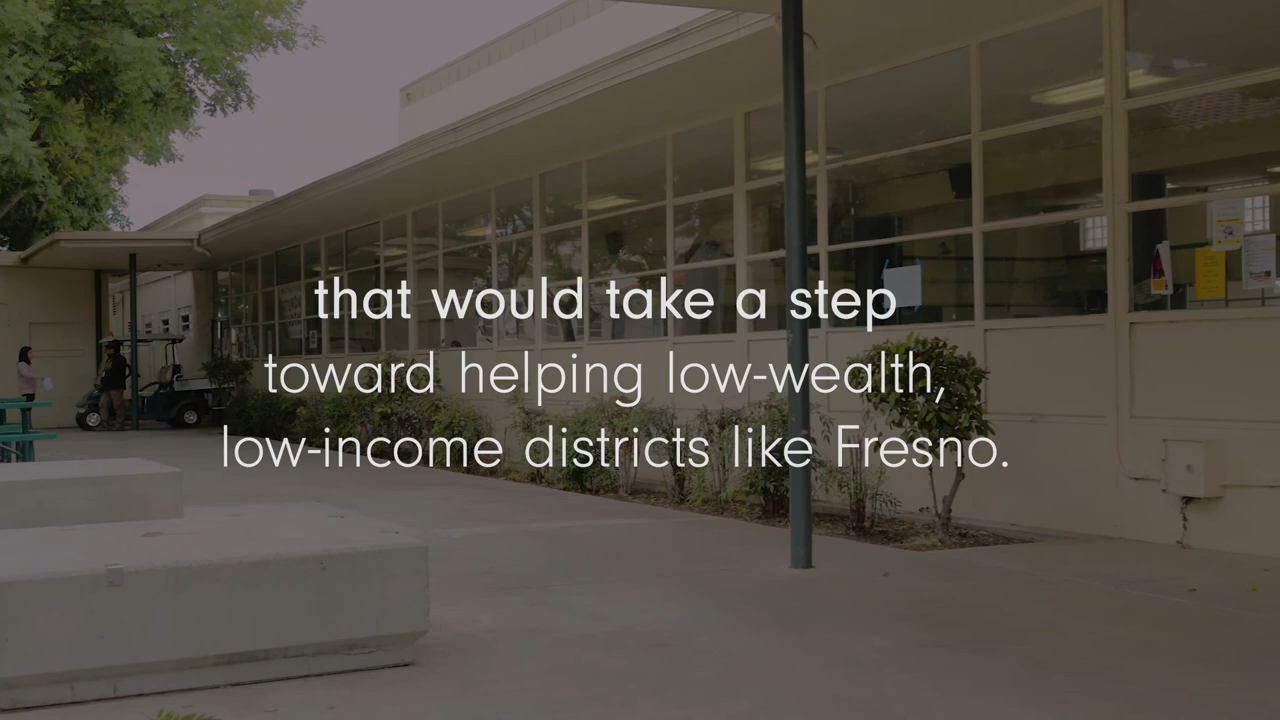 that would take a step
toward helping low-wealth,
low-income districts like Fresno.